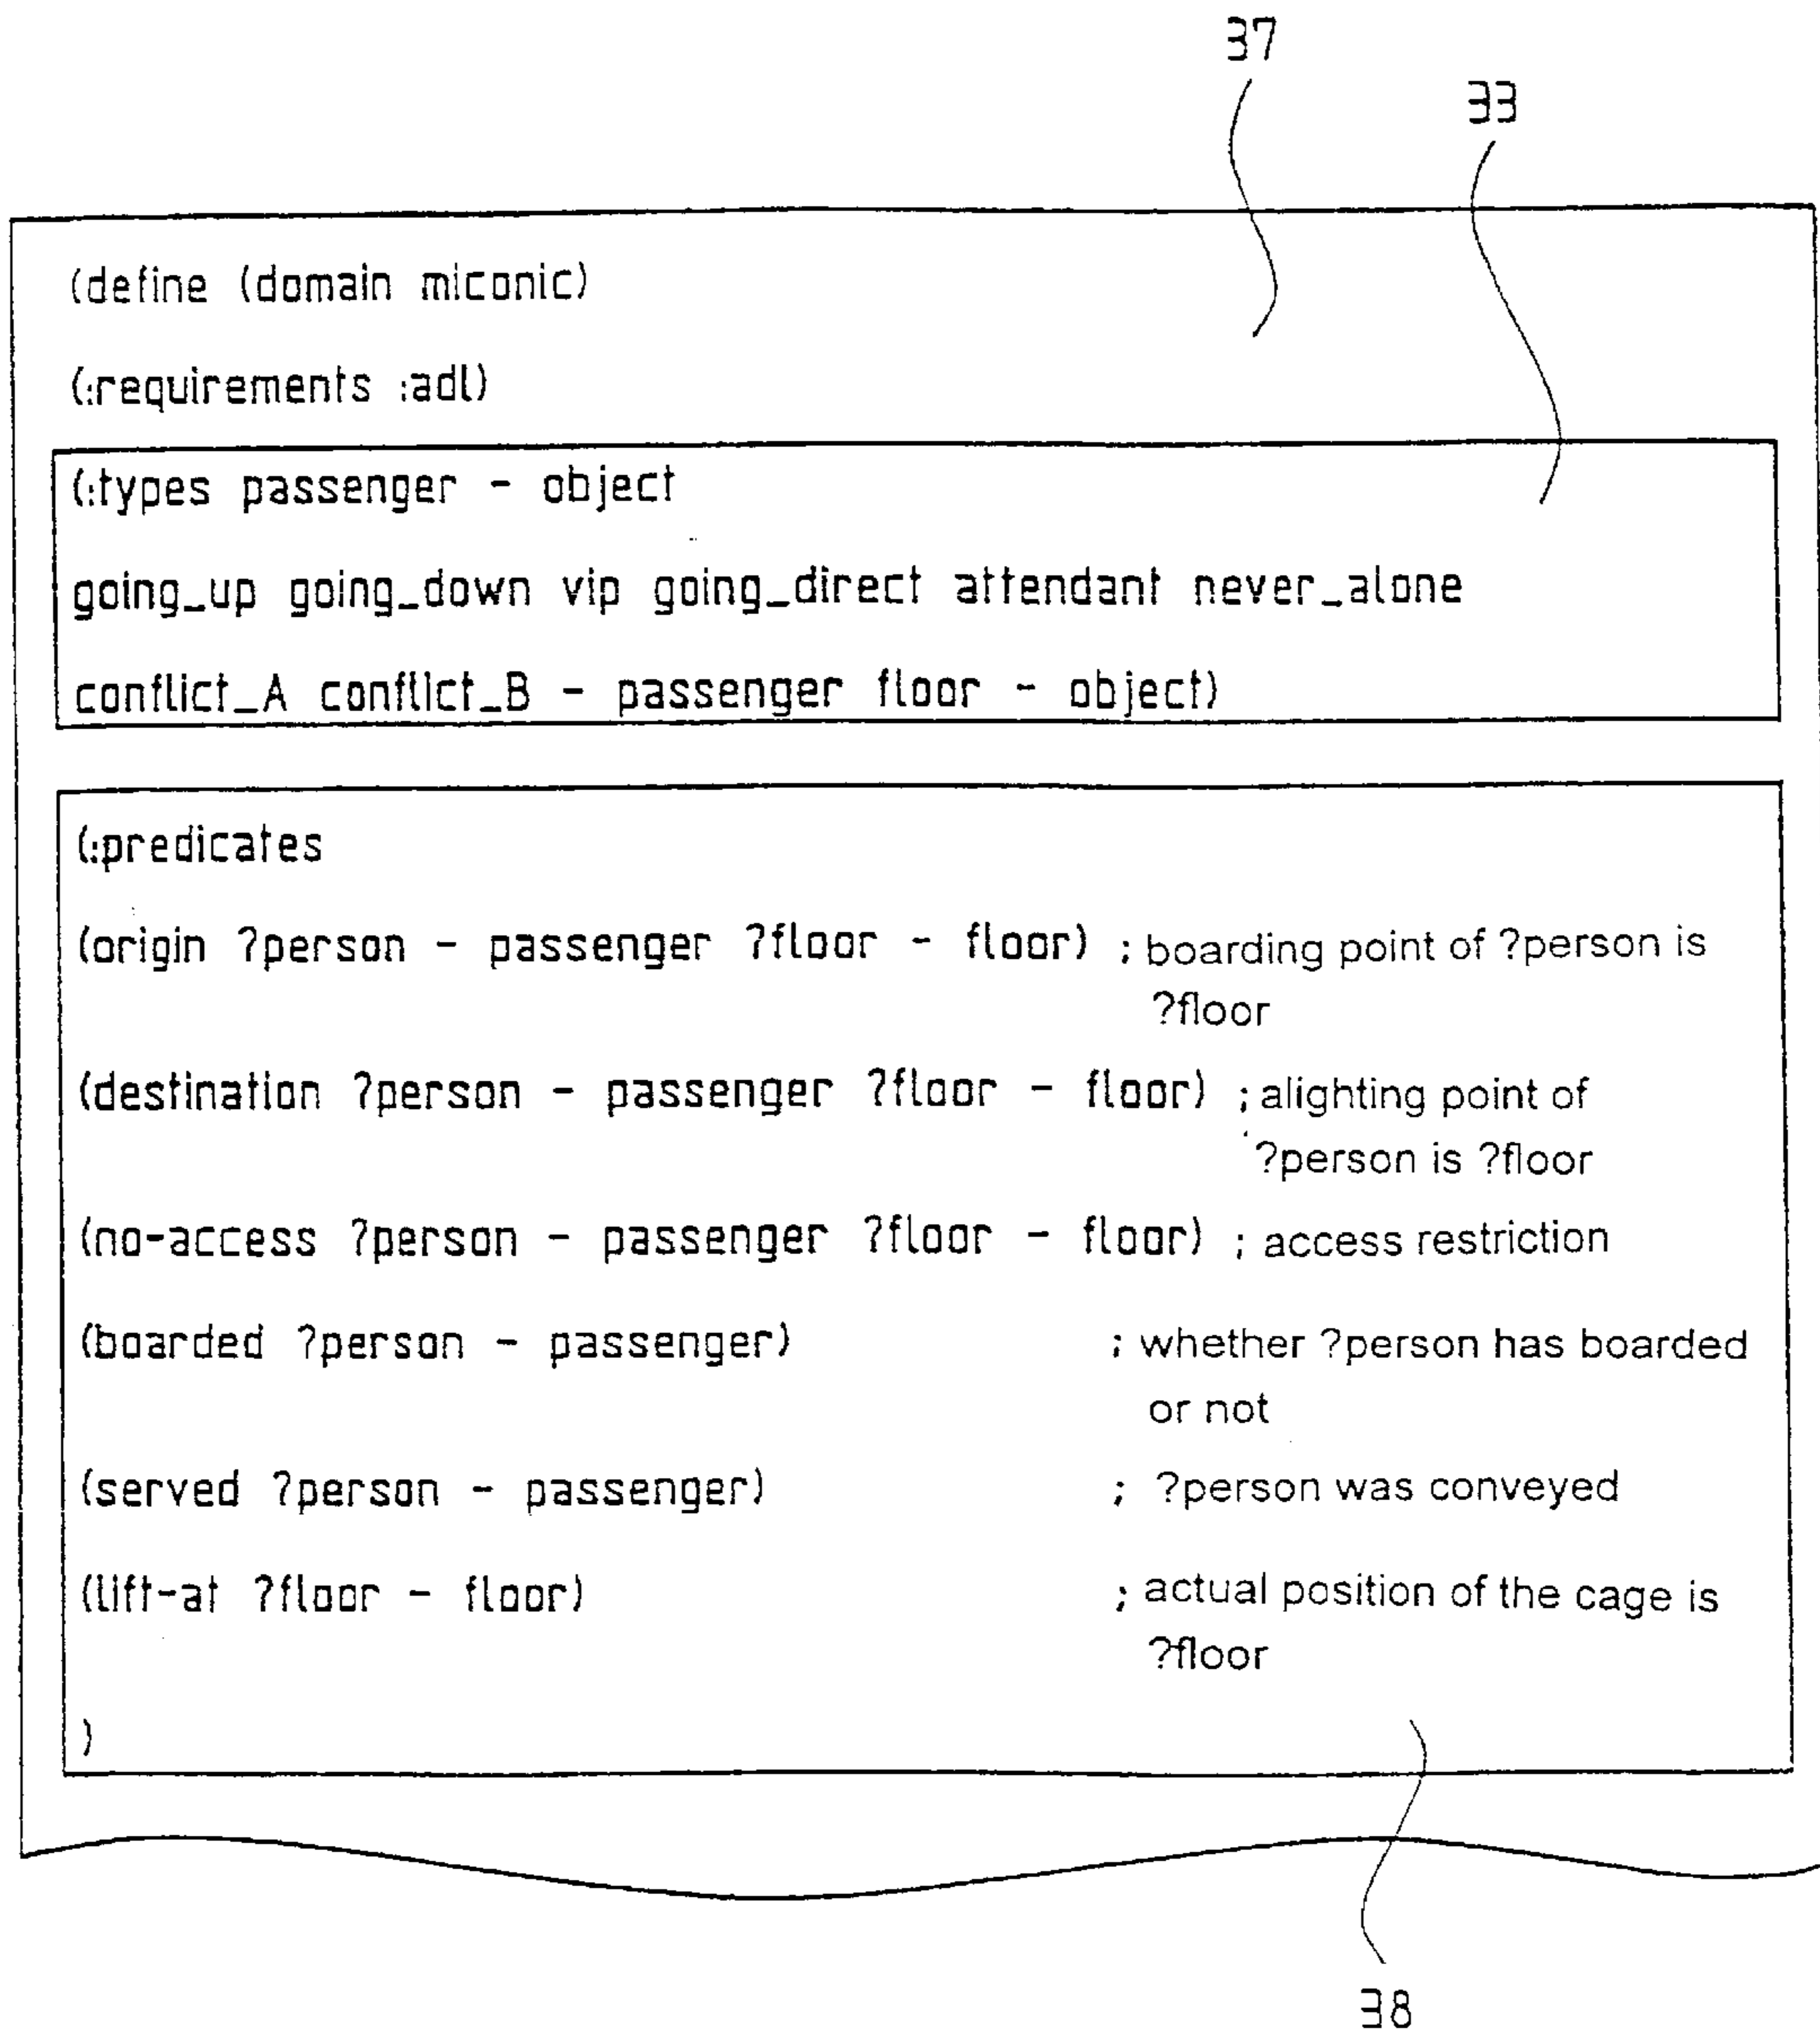 37
33
(define (domain miconic)
(:requirements :adl)
(:types passenger - object
going_up going_down vip going_direct attendant never_alone
conflict_A conflict_B - passenger floor - object)
(:predicates
(origin ?person - passenger ?floor - floor) ; boarding point of ?person is
?floor
(destination ?person - passenger ?floor - floor) ; alighting point of
?person is ?floor
(no-access ?person - passenger ?floor - floor) ; access restriction
(boarded ?person - passenger) ; whether ?person has boarded
or not
(served ?person - passenger) ; ?person was conveyed
(lift-at ?floor - floor) ; actual position of the cage is
?floor
)
38